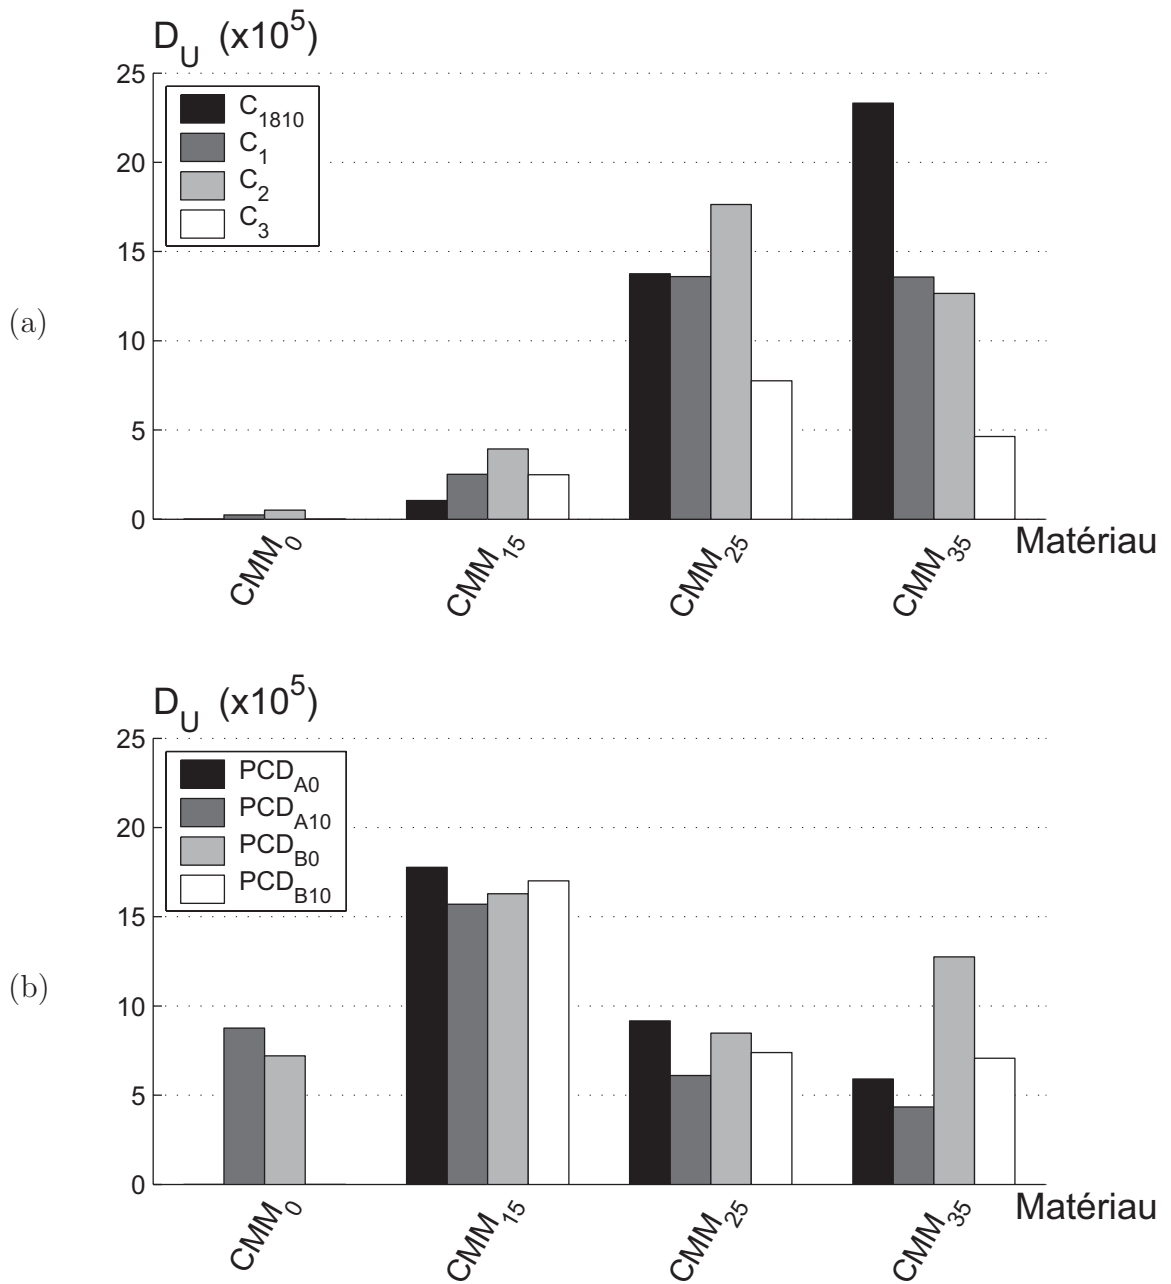 (a)
D_U (x10^5)
25
20
15
10
5
0
C_1810
C_1
C_2
C_3
CMM_0
CMM_15
CMM_25
CMM_35
Matériau
(b)
D_U (x10^5)
25
20
15
10
5
0
PCD_A0
PCD_A10
PCD_B0
PCD_B10
CMM_0
CMM_15
CMM_25
CMM_35
Matériau